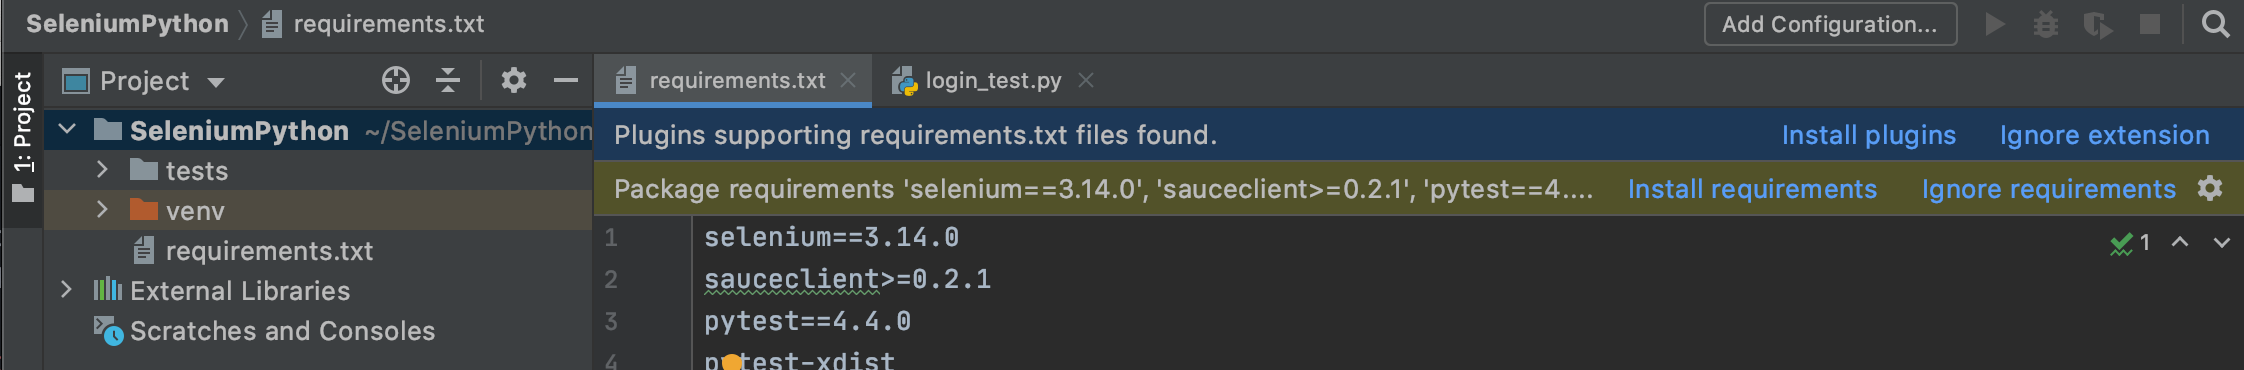 SeleniumPython requirements.txt Add Configuration...
1: Project
Project
requirements.txt login_test.py
SeleniumPython ~/SeleniumPython
tests
venv
requirements.txt
External Libraries
Scratches and Consoles
Plugins supporting requirements.txt files found. Install plugins Ignore extension
Package requirements 'selenium==3.14.0', 'sauceclient>=0.2.1', 'pytest==4.... Install requirements Ignore requirements
1 selenium==3.14.0 1
2 sauceclient>=0.2.1
3 pytest==4.4.0
4 pytest-xdist